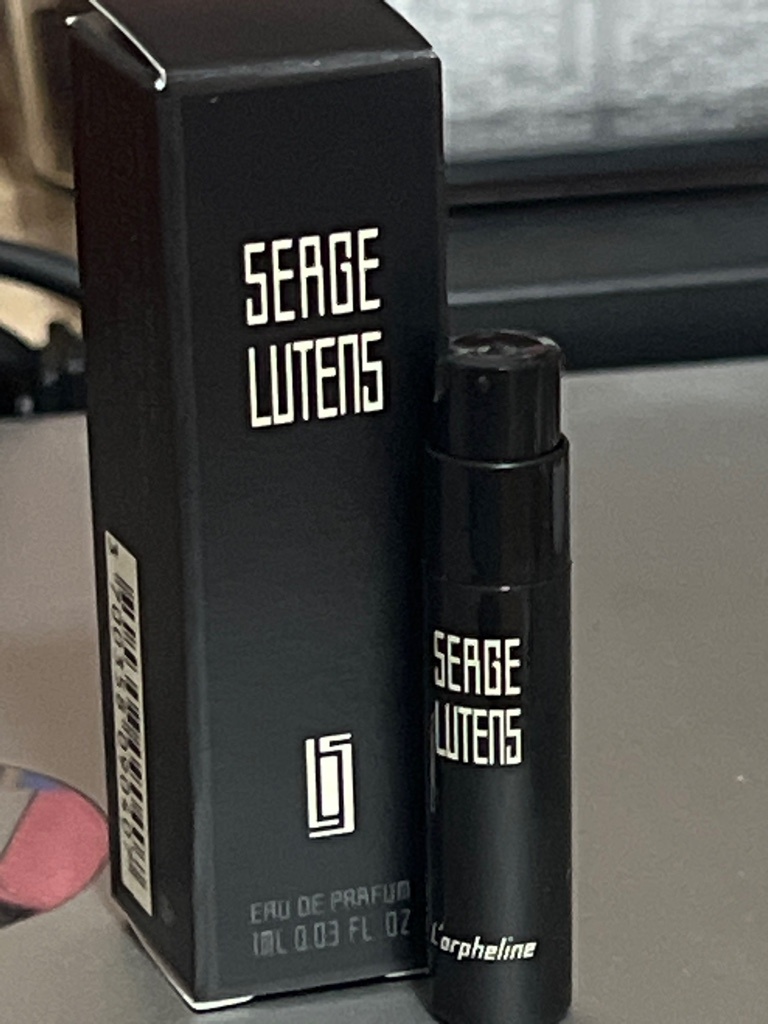 SERGE
LUTENS
EAU DE PARFUM
1ML 0.03 FL. OZ
SERGE
LUTENS
L'orpheline